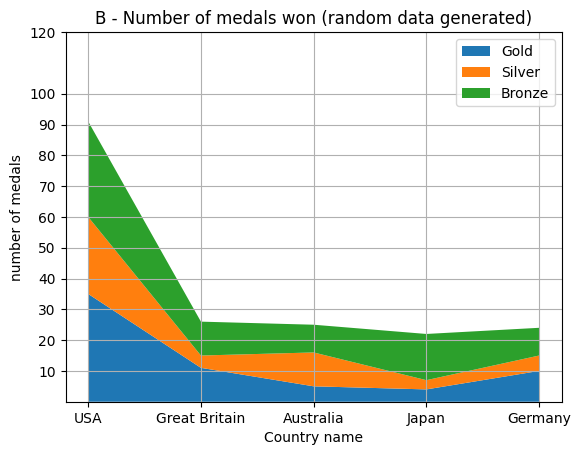 B - Number of medals won (random data generated)
120
100
90
80
70
60
50
40
30
20
10
number of medals
Gold
Silver
Bronze
USA
Great Britain
Australia
Japan
Germany
Country name